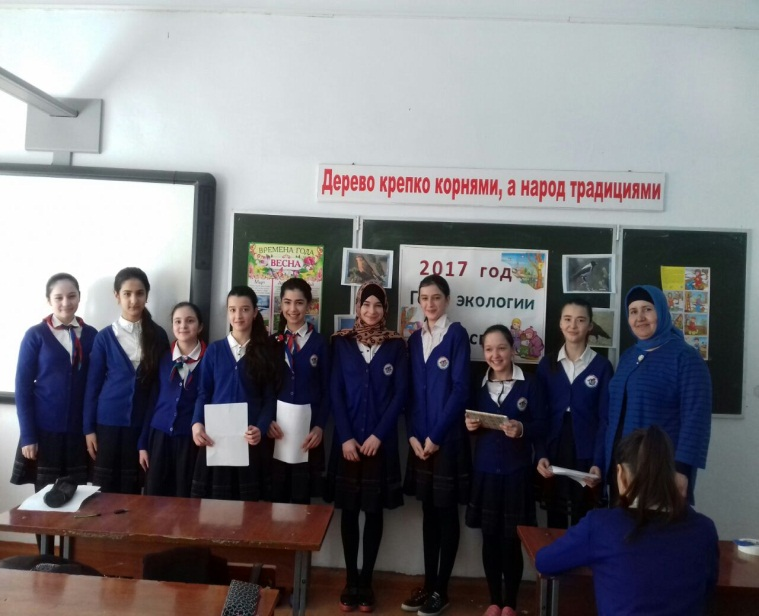 Дерево крепко корнями, а народ традициями
ВРЕМЕНА ГОДА
ВЕСНА
2017 год-
экологии